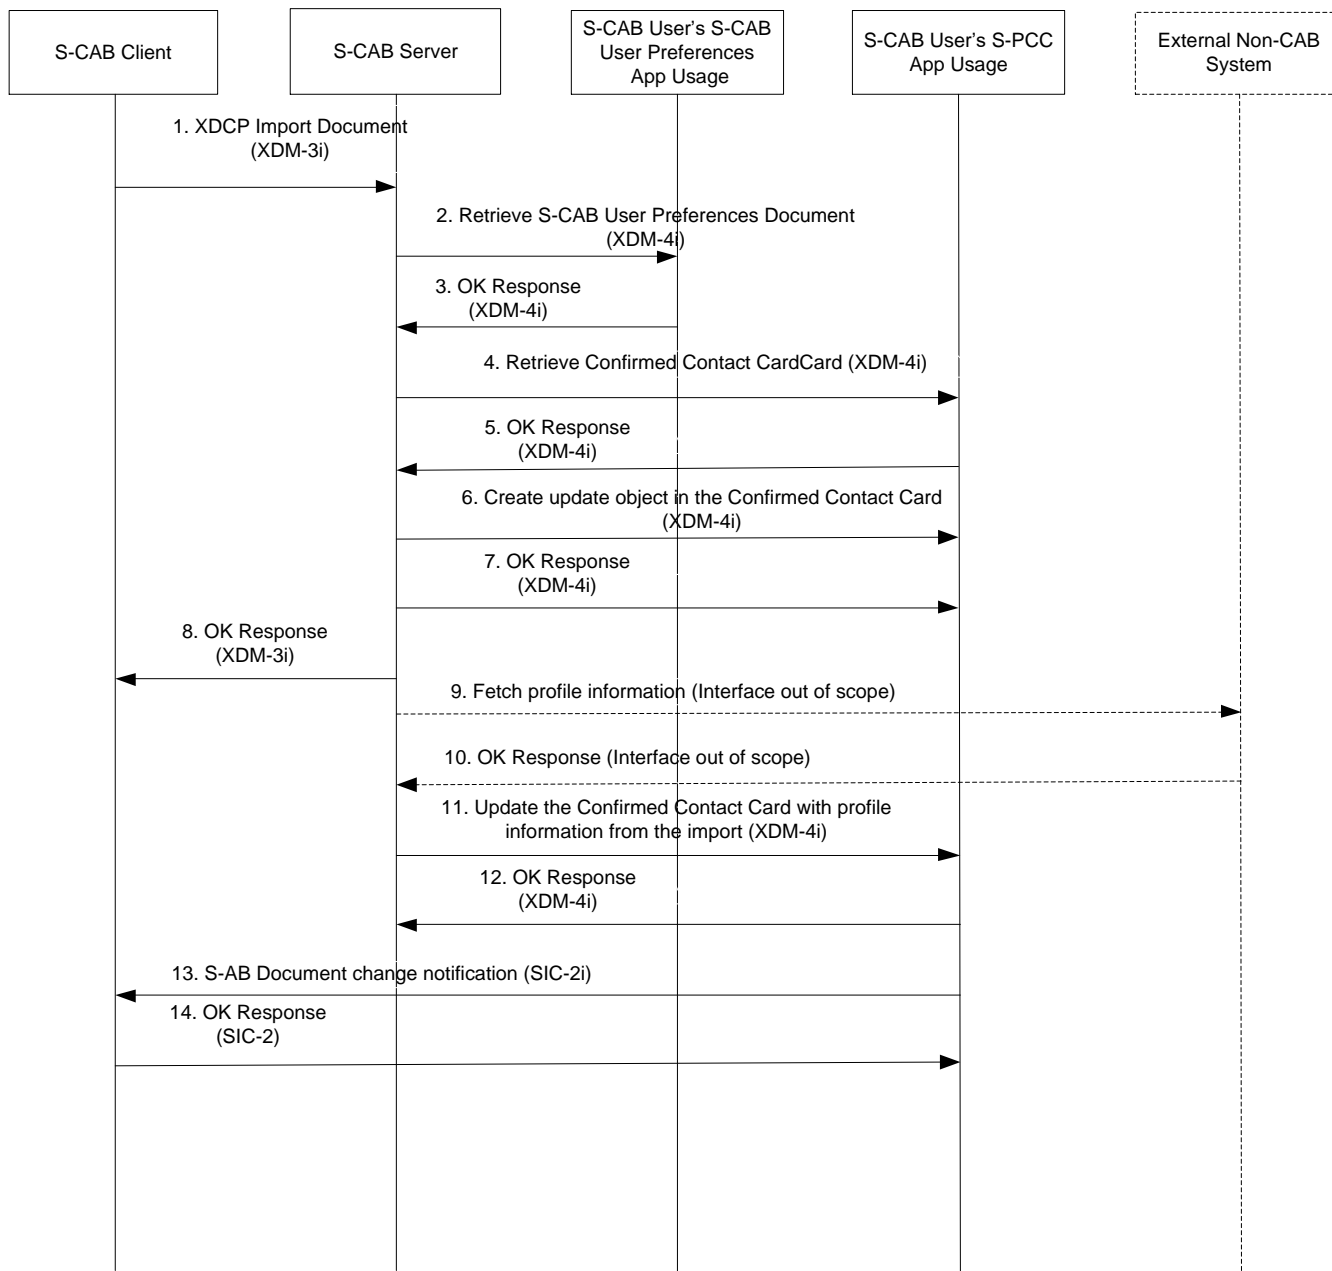 S-CAB Client
S-CAB Server
S-CAB User's S-CAB
User Preferences
App Usage
S-CAB User's S-PCC
App Usage
External Non-CAB
System
1. XDCP Import Document
(XDM-3i)
2. Retrieve S-CAB User Preferences Document
(XDM-4i)
3. OK Response
(XDM-4i)
4. Retrieve Confirmed Contact CardCard (XDM-4i)
5. OK Response
(XDM-4i)
6. Create update object in the Confirmed Contact Card
(XDM-4i)
7. OK Response
(XDM-4i)
8. OK Response
(XDM-3i)
9. Fetch profile information (Interface out of scope)
10. OK Response (Interface out of scope)
11. Update the Confirmed Contact Card with profile
information from the import (XDM-4i)
12. OK Response
(XDM-4i)
13. S-AB Document change notification (SIC-2i)
14. OK Response
(SIC-2)